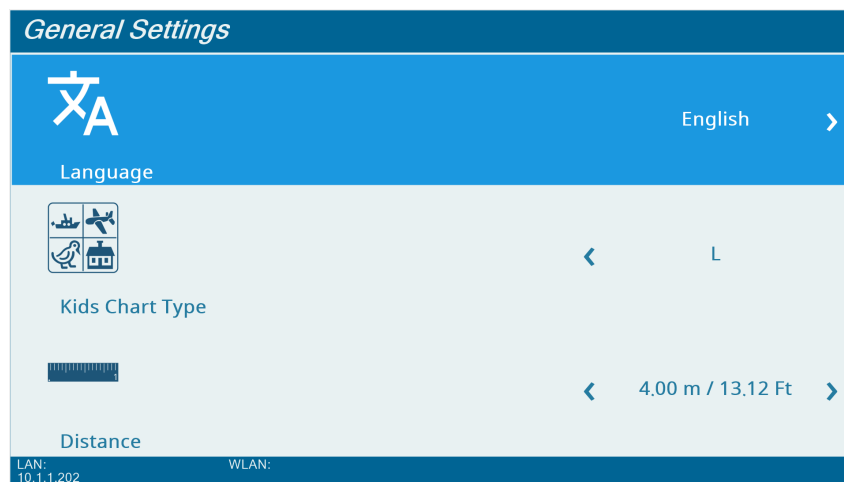 General Settings
English
Language
L
Kids Chart Type
4.00 m / 13.12 Ft
Distance
LAN: WLAN:
10.1.1.202